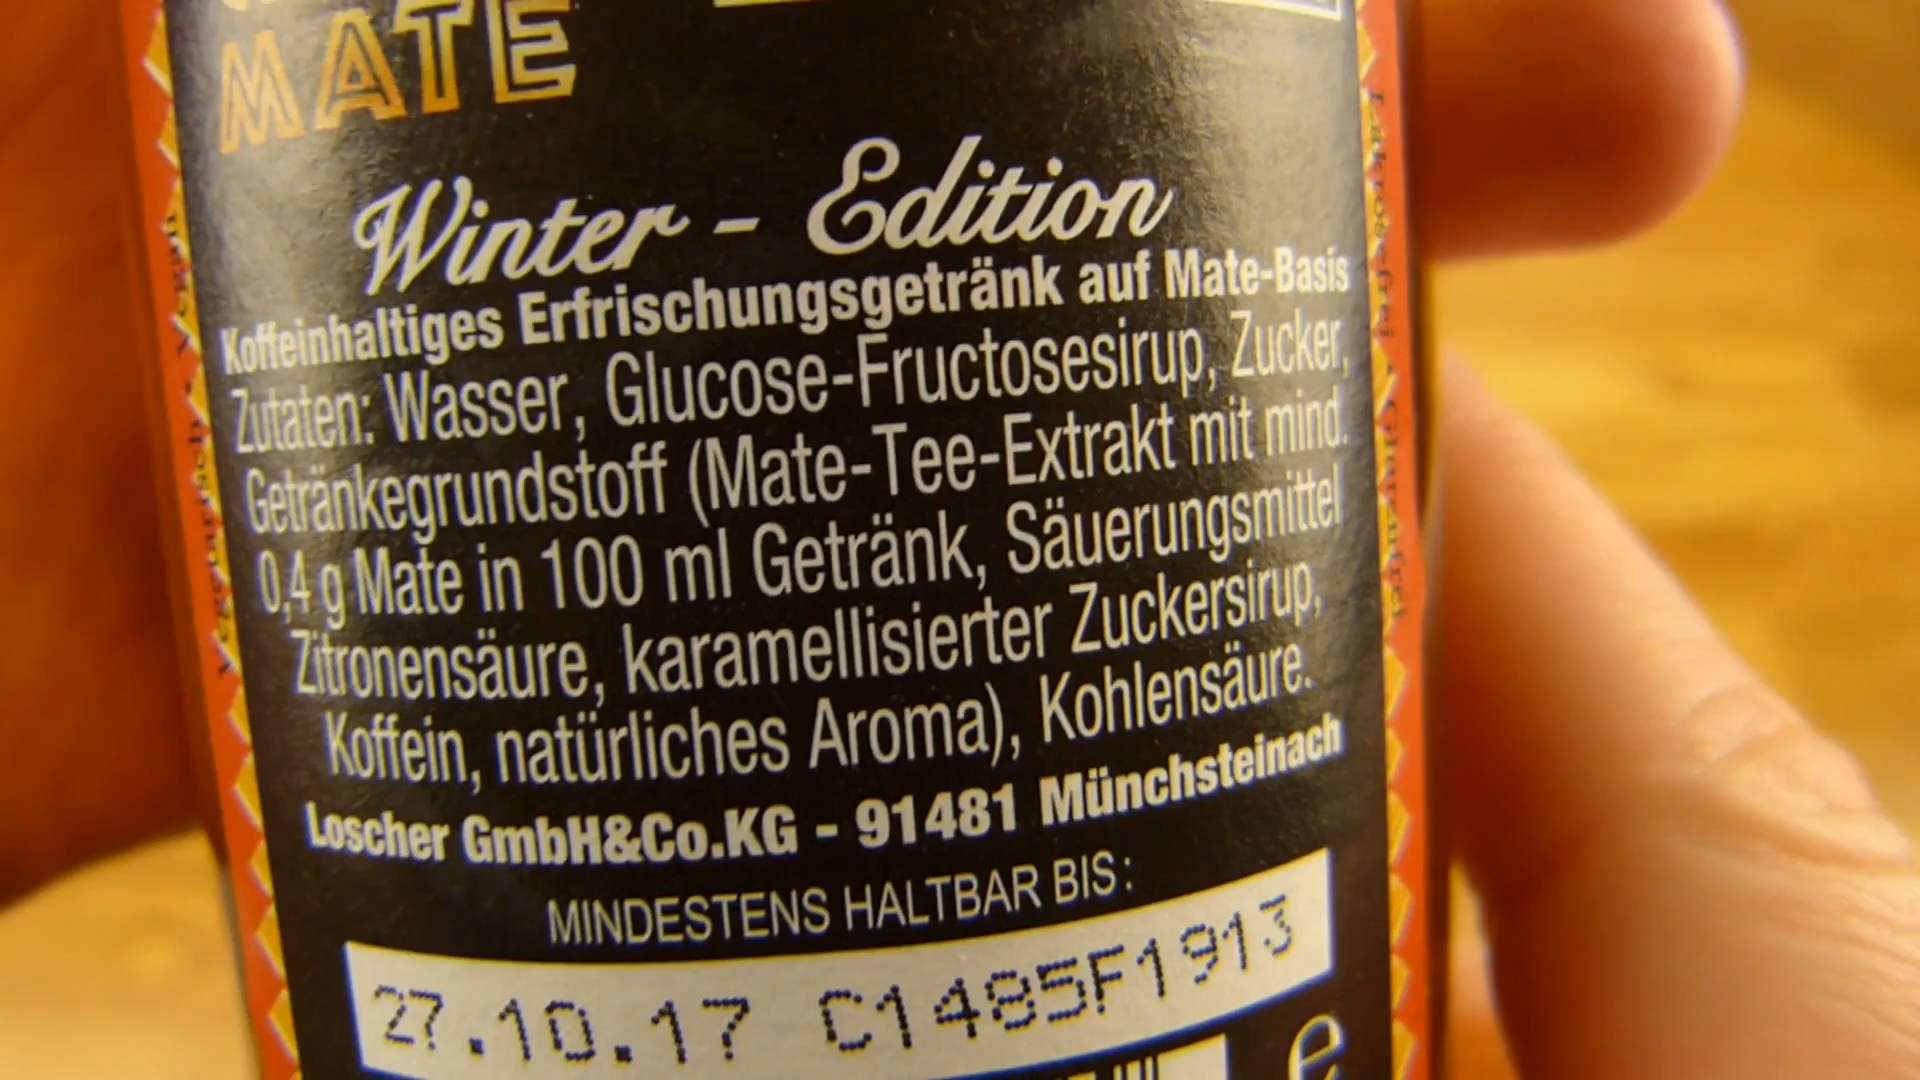 MATE
Winter - Edition
Koffeinhaltiges Erfrischungsgetränk auf Mate-Basis
Zutaten: Wasser, Glucose-Fructosesirup, Zucker,
Getränkegrundstoff (Mate-Tee-Extrakt mit mind.
0,4 g Mate in 100 ml Getränk, Säuerungsmittel
Zitronensäure, karamellisierter Zuckersirup,
Koffein, natürliches Aroma), Kohlensäure.
Loscher GmbH&Co.KG - 91481 Münchsteinach
MINDESTENS HALTBAR BIS:
27.10.17 C1485F1913
e
Vegetarisch • Vegan